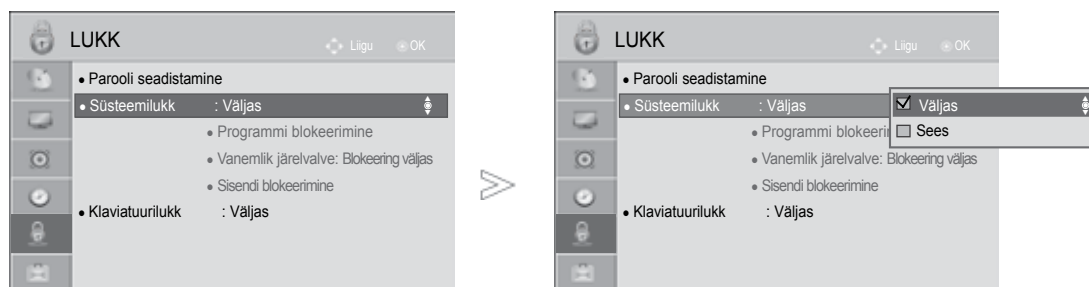 LUKK
Liigu OK
• Parooli seadistamine
• Süsteemilukk : Väljas
• Programmi blokeerimine
• Vanemlik järelvalve: Blokeering väljas
• Sisendi blokeerimine
• Klaviatuurilukk : Väljas
LUKK
Liigu OK
• Parooli seadistamine
• Süsteemilukk : Väljas
Väljas
• Programmi blokeeri
Sees
• Vanemlik järelvalve: Blokeering väljas
• Sisendi blokeerimine
• Klaviatuurilukk : Väljas